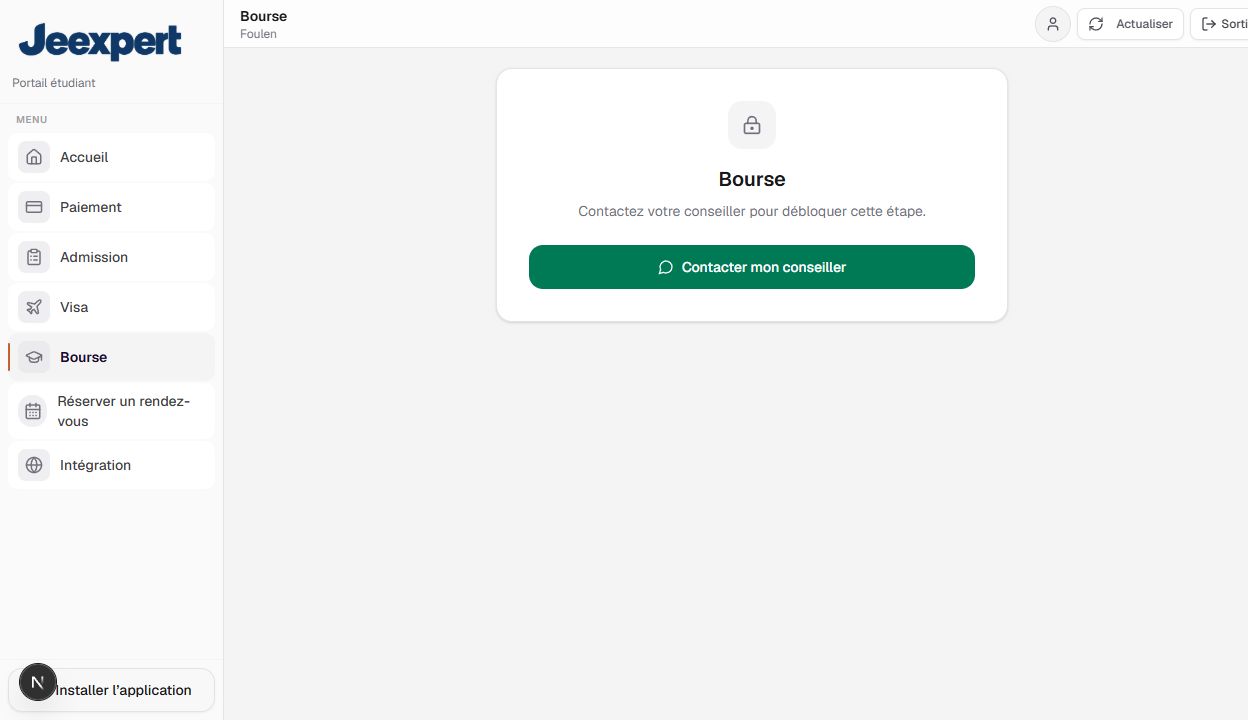 Jeexpert
Portail étudiant
MENU
Accueil
Paiement
Admission
Visa
Bourse
Réserver un rendez-
vous
Intégration
N
Installer l’application
Bourse
Foulen
Actualiser
Sorti
Bourse
Contactez votre conseiller pour débloquer cette étape.
Contacter mon conseiller